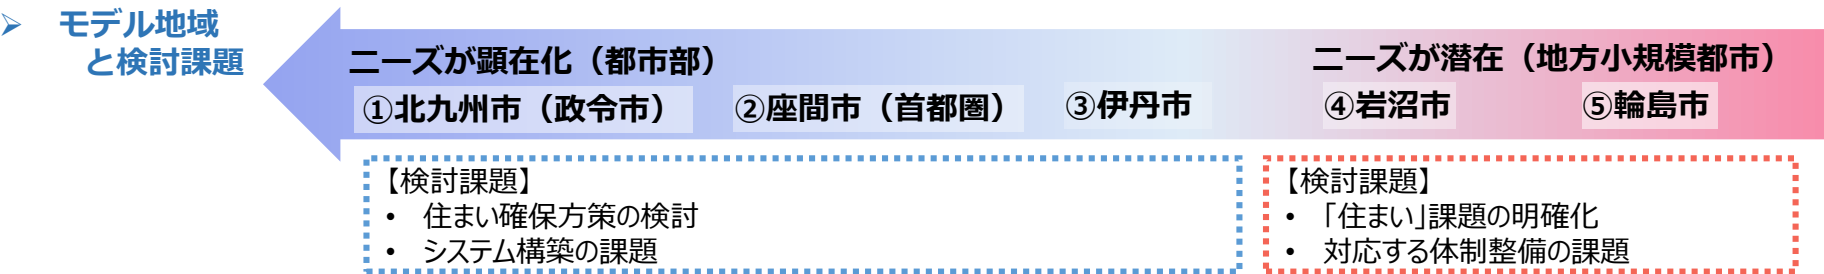 ➢ モデル地域
と検討課題
ニーズが顕在化（都市部）
ニーズが潜在（地方小規模都市）
①北九州市（政令市） ②座間市（首都圏） ③伊丹市 ④岩沼市 ⑤輪島市
【検討課題】
• 住まい確保方策の検討
• システム構築の課題
【検討課題】
• 「住まい」課題の明確化
• 対応する体制整備の課題